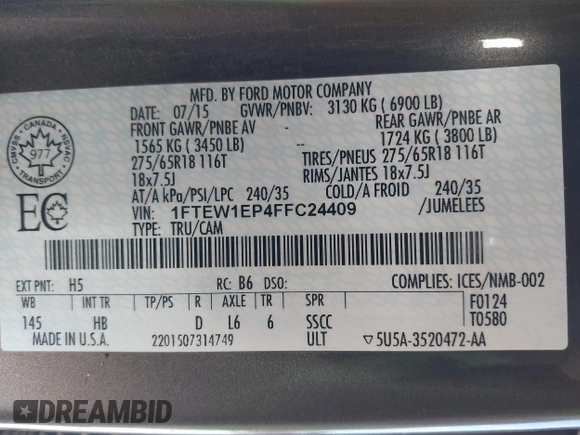 MFD. BY FORD MOTOR COMPANY
DATE: 07/15 GVWR/PNBV: 3130 KG ( 6900 LB)
FRONT GAWR/PNBE AV REAR GAWR/PNBE AR
1565 KG ( 3450 LB) -- 1724 KG ( 3800 LB)
275/65R18 116T TIRES/PNEUS 275/65R18 116T
18x7.5J RIMS/JANTES 18x7.5J
AT/A kPa/PSI/LPC 240/35 COLD/A FROID 240/35
VIN: 1FTEW1EP4FFC24409 /JUMELEES
TYPE: TRU/CAM
CANADA
CMVSS NSVAC
977
TRANSPORT
EC
EXT PNT: H5 RC: B6 DSO: COMPLIES: ICES/NMB-002
WB INT TR TP/PS R AXLE TR SPR F0124
145 HB D L6 6 SSCC T0580
MADE IN U.S.A. 2201507314749 ULT ▽5U5A-3520472-AA
DREAMBID